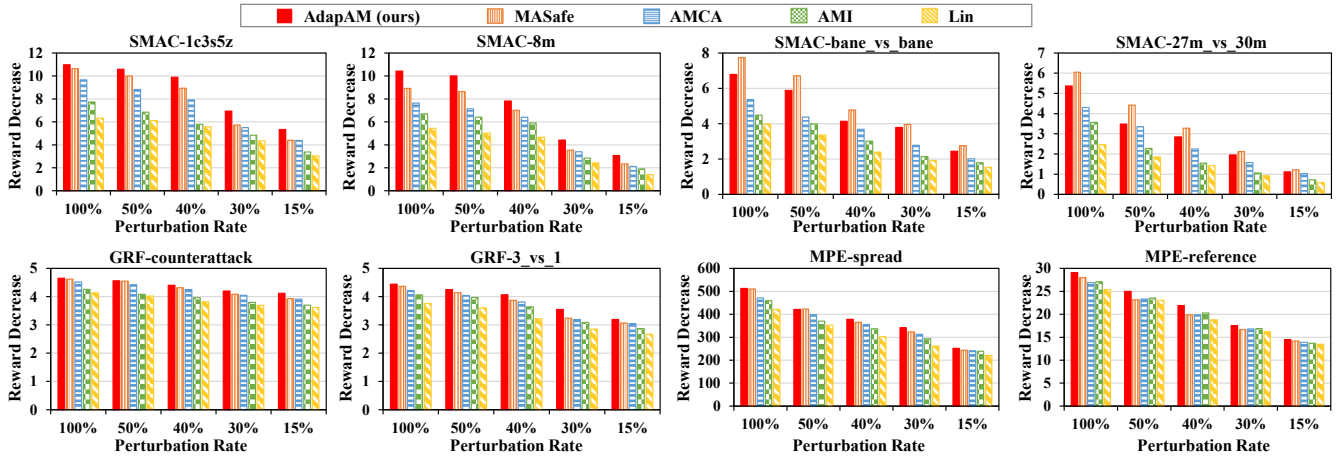 AdapAM (ours) MASafe AMCA AMI Lin
SMAC-1c3s5z
Reward Decrease
12
10
8
6
4
2
0
100% 50% 40% 30% 15%
Perturbation Rate
SMAC-8m
Reward Decrease
12
10
8
6
4
2
0
100% 50% 40% 30% 15%
Perturbation Rate
SMAC-bane_vs_bane
Reward Decrease
8
6
4
2
0
100% 50% 40% 30% 15%
Perturbation Rate
SMAC-27m_vs_30m
Reward Decrease
7
6
5
4
3
2
1
0
100% 50% 40% 30% 15%
Perturbation Rate
GRF-counterattack
Reward Decrease
5
4
3
2
1
0
100% 50% 40% 30% 15%
Perturbation Rate
GRF-3_vs_1
Reward Decrease
5
4
3
2
1
0
100% 50% 40% 30% 15%
Perturbation Rate
MPE-spread
Reward Decrease
600
500
400
300
200
100
0
100% 50% 40% 30% 15%
Perturbation Rate
MPE-reference
Reward Decrease
30
25
20
15
10
5
0
100% 50% 40% 30% 15%
Perturbation Rate